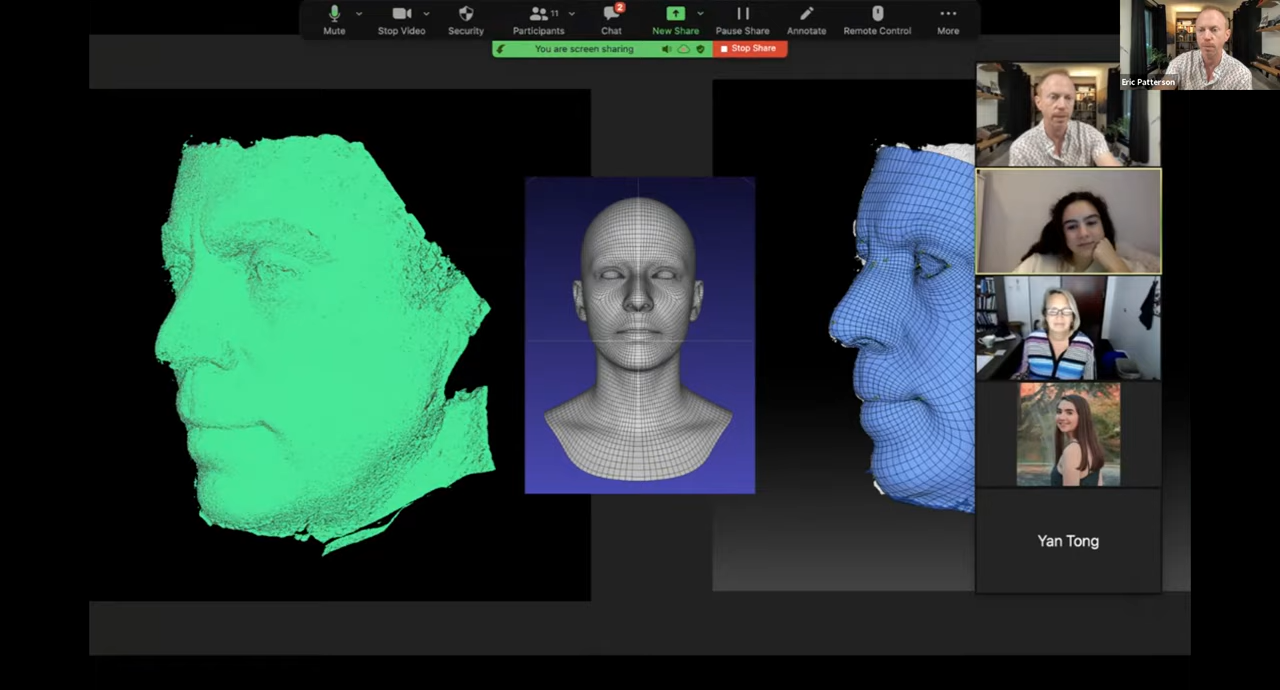 Mute
Stop Video
Security
Participants
11
Chat
2
New Share
Pause Share
Annotate
Remote Control
More
You are screen sharing
Stop Share
Eric Patterson
Yan Tong